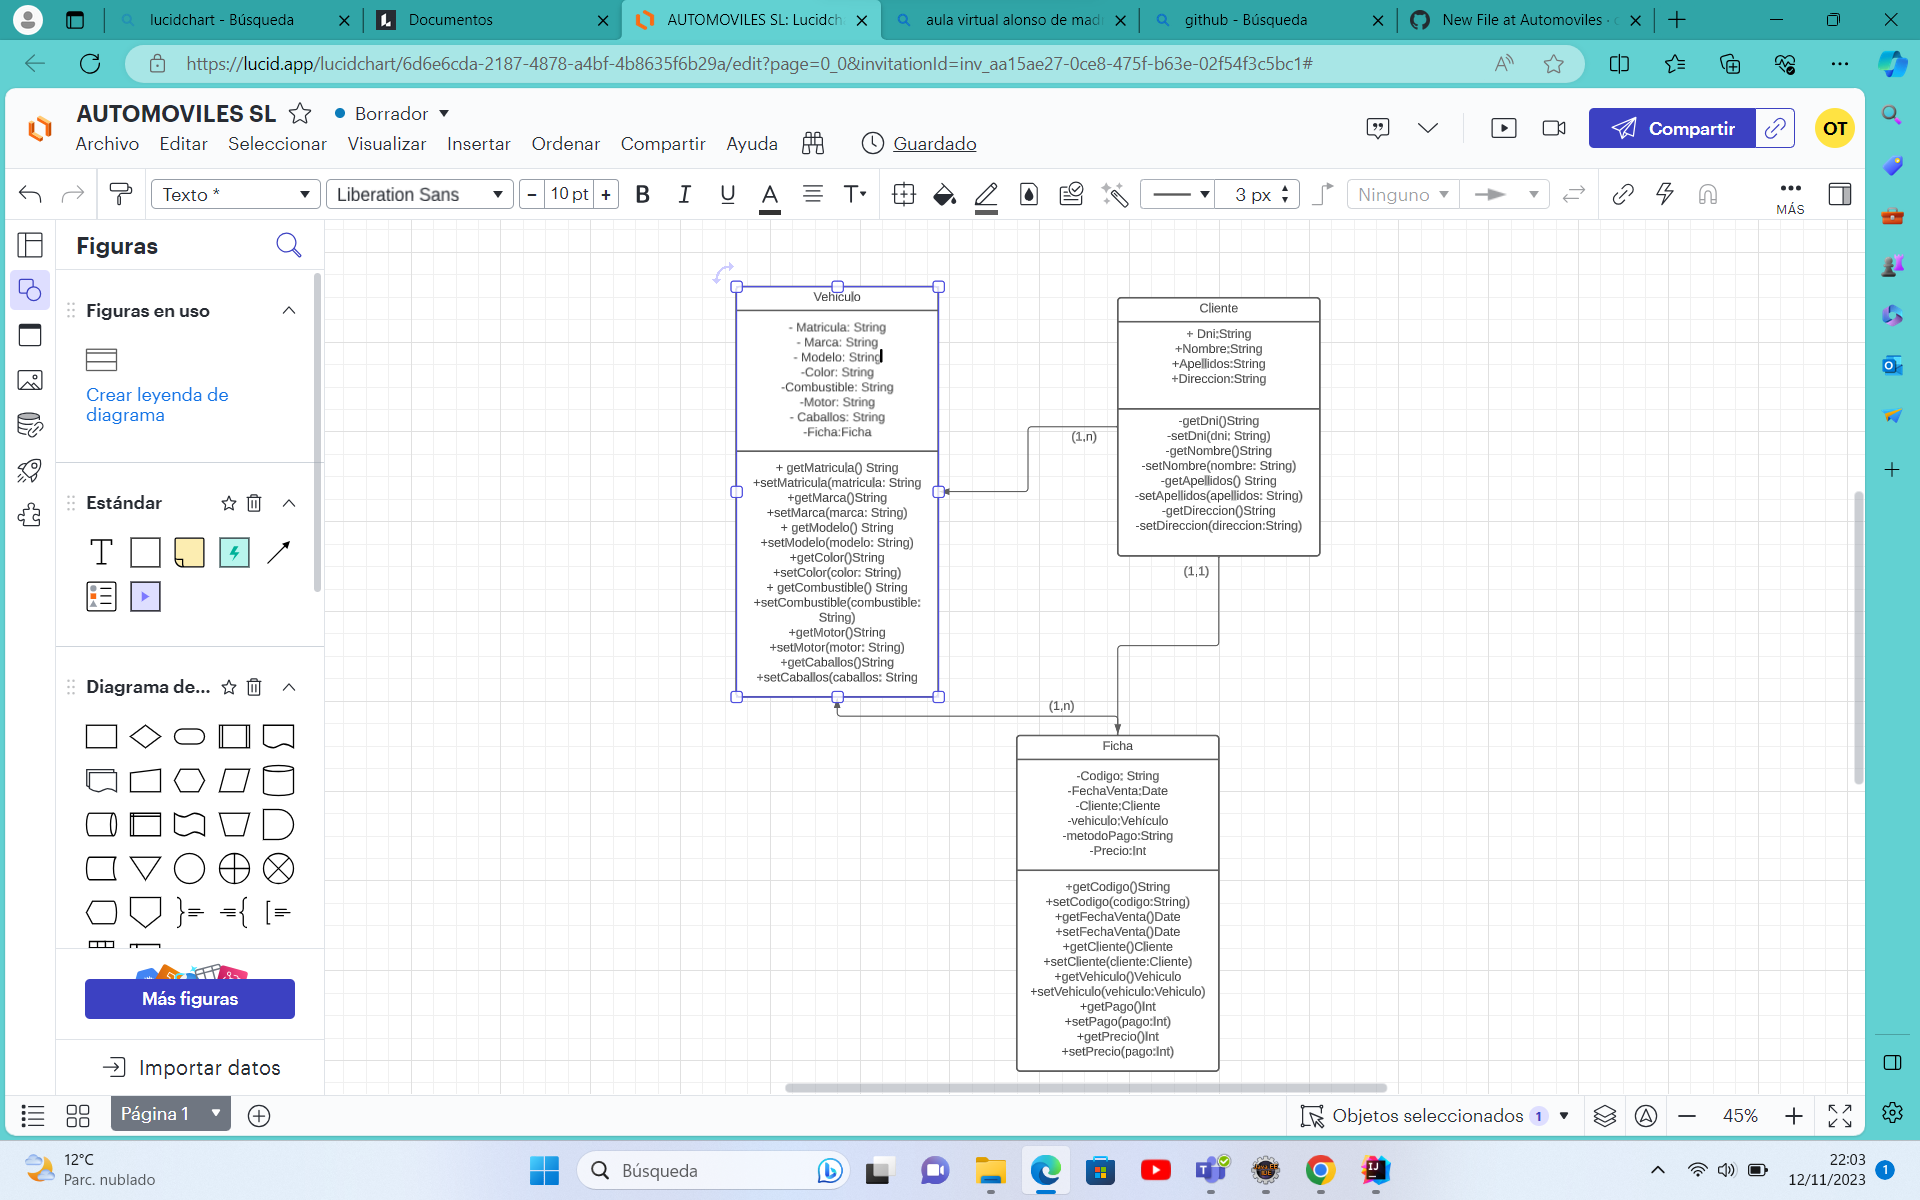 lucidchart - Búsqueda
Documentos
AUTOMOVILES SL: Lucidch
aula virtual alonso de mad
github - Búsqueda
New File at Automoviles ·
https://lucid.app/lucidchart/6d6e6cda-2187-4878-a4bf-4b8635f6b29a/edit?page=0_0&invitationId=inv_aa15ae27-0ce8-475f-b63e-02f54f3c5bc1#
AUTOMOVILES SL
Borrador
Archivo Editar Seleccionar Visualizar Insertar Ordenar Compartir Ayuda
Guardado
Compartir
OT
Texto *
Liberation Sans
- 10 pt +
B I U A T
3 px
Ninguno
MÁS
Figuras
Figuras en uso
Crear leyenda de
diagrama
Estándar
T
Diagrama de...
Más figuras
Importar datos
Vehiculo
- Matricula: String
- Marca: String
- Modelo: String
-Color: String
-Combustible: String
-Motor: String
- Caballos: String
-Ficha:Ficha
+ getMatricula() String
+setMatricula(matricula: String
+getMarca()String
+setMarca(marca: String)
+ getModelo() String
+setModelo(modelo: String)
+getColor()String
+setColor(color: String)
+ getCombustible() String
+setCombustible(combustible:
String)
+getMotor()String
+setMotor(motor: String)
+getCaballos()String
+setCaballos(caballos: String
Cliente
+ Dni:String
+Nombre:String
+Apellidos:String
+Direccion:String
-getDni()String
-setDni(dni: String)
-getNombre()String
-setNombre(nombre: String)
-getApellidos() String
-setApellidos(apellidos: String)
-getDireccion()String
-setDireccion(direccion:String)
(1,n)
(1,1)
(1,n)
Ficha
-Codigo: String
-FechaVenta:Date
-Cliente:Cliente
-vehiculo:Vehículo
-metodoPago:String
-Precio:Int
+getCodigo()String
+setCodigo(codigo:String)
+getFechaVenta()Date
+setFechaVenta()Date
+getCliente()Cliente
+setCliente(cliente:Cliente)
+getVehiculo()Vehiculo
+setVehiculo(vehiculo:Vehiculo)
+getPago()Int
+setPago(pago:Int)
+getPrecio()Int
+setPrecio(pago:Int)
Página 1
Objetos seleccionados 1
45%
12°C
Parc. nublado
Búsqueda
22:03
12/11/2023
1